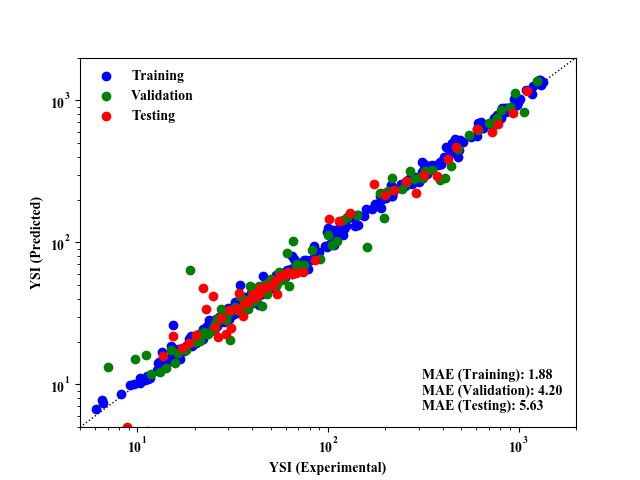 Training
Validation
Testing
10³
10²
10¹
YSI (Predicted)
MAE (Training): 1.88
MAE (Validation): 4.20
MAE (Testing): 5.63
10¹ 10² 10³
YSI (Experimental)